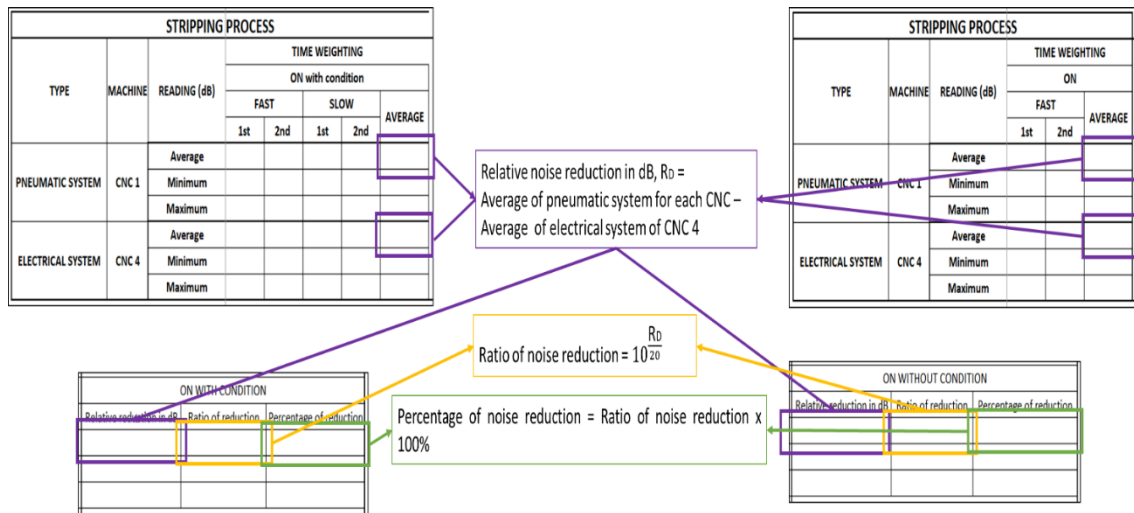 STRIPPING PROCESS
TYPE MACHINE READING (dB) TIME WEIGHTING
ON with condition
FAST SLOW AVERAGE
1st 2nd 1st 2nd
PNEUMATIC SYSTEM CNC 1 Average
Minimum
Maximum
ELECTRICAL SYSTEM CNC 4 Average
Minimum
Maximum
STRIPPING PROCESS
TYPE MACHINE READING (dB) TIME WEIGHTING
ON
FAST AVERAGE
1st 2nd
PNEUMATIC SYSTEM CNC 1 Average
Minimum
Maximum
ELECTRICAL SYSTEM CNC 4 Average
Minimum
Maximum
Relative noise reduction in dB, RD =
Average of pneumatic system for each CNC –
Average of electrical system of CNC 4
Ratio of noise reduction = 10^(RD/20)
ON WITH CONDITION
Relative reduction in dB Ratio of reduction Percentage of reduction
Percentage of noise reduction = Ratio of noise reduction x
100%
ON WITHOUT CONDITION
Relative reduction in dB Ratio of reduction Percentage of reduction